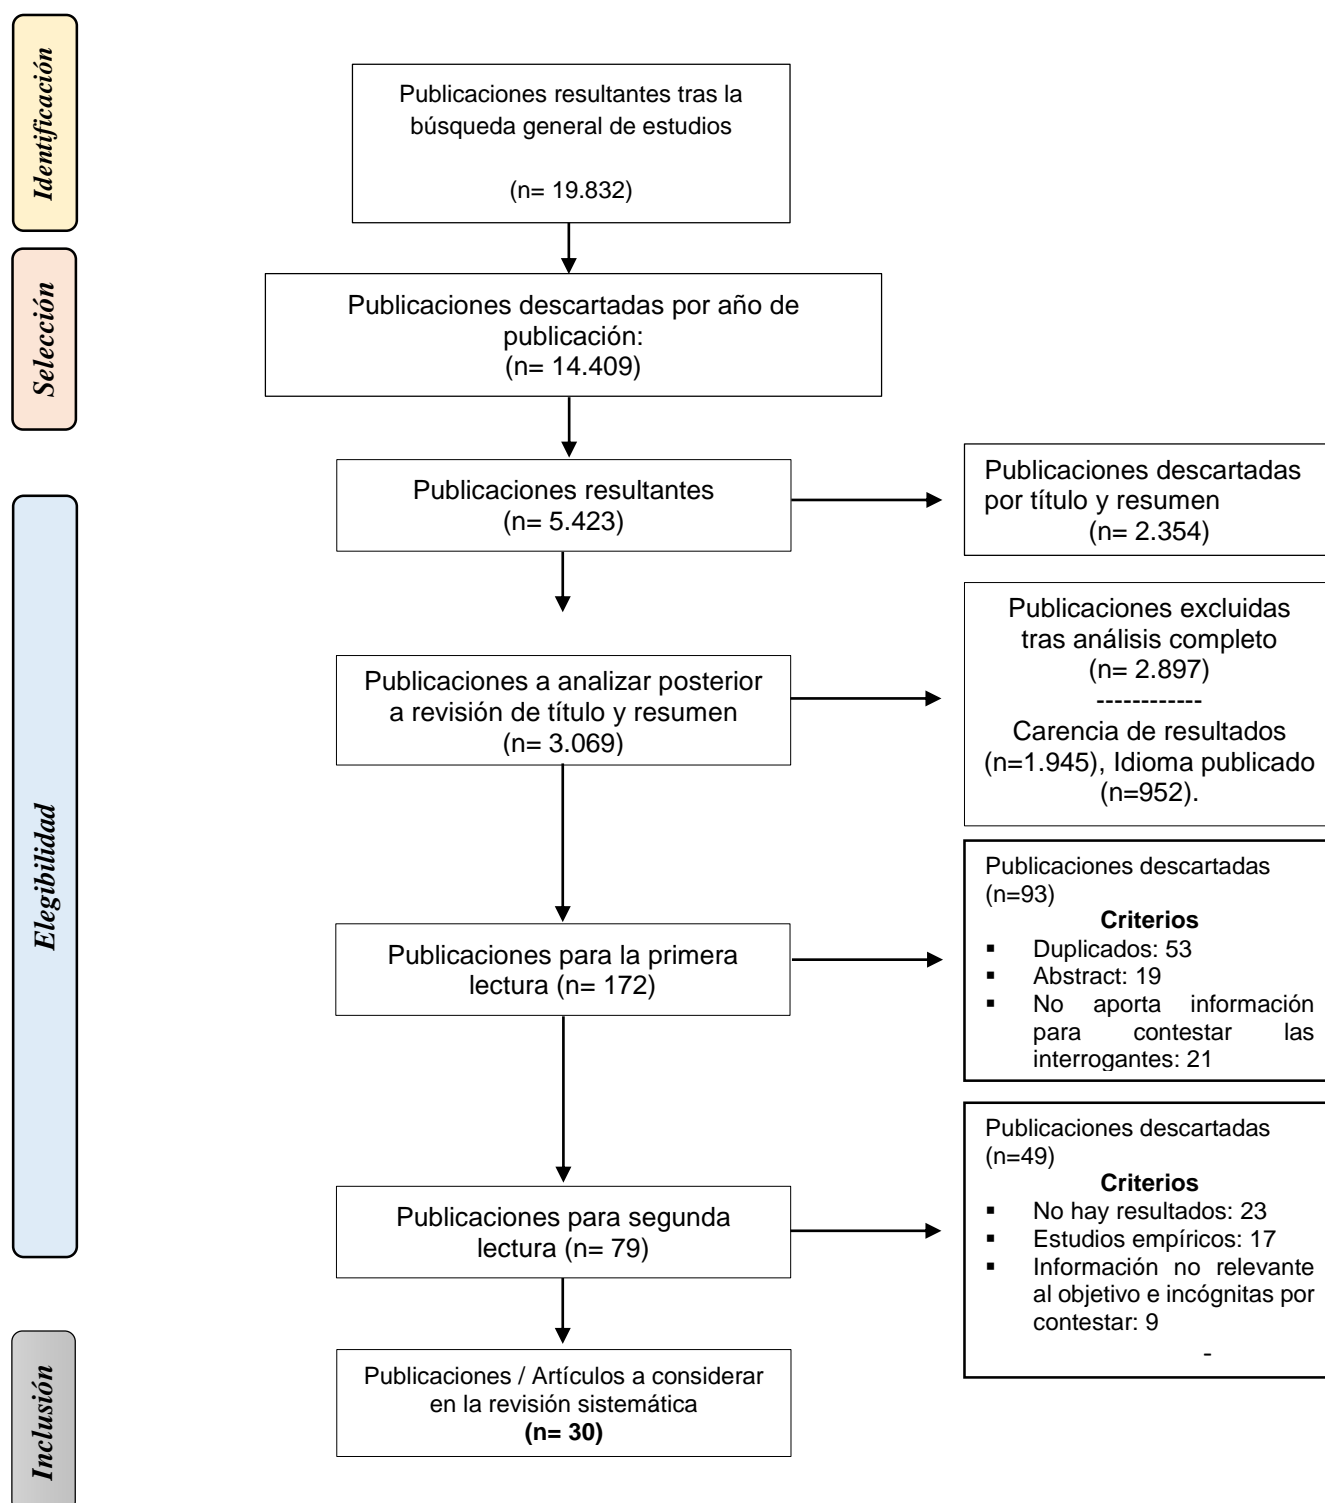 Identificación
Publicaciones resultantes tras la
búsqueda general de estudios
(n= 19.832)
Selección
Publicaciones descartadas por año de
publicación:
(n= 14.409)
Elegibilidad
Publicaciones resultantes
(n= 5.423)
Publicaciones descartadas
por título y resumen
(n= 2.354)
Publicaciones a analizar posterior
a revisión de título y resumen
(n= 3.069)
Publicaciones excluidas
tras análisis completo
(n= 2.897)
------------
Carencia de resultados
(n=1.945), Idioma publicado
(n=952).
Publicaciones para la primera
lectura (n= 172)
Publicaciones descartadas
(n=93)
Criterios
▪ Duplicados: 53
▪ Abstract: 19
▪ No aporta información
para contestar las
interrogantes: 21
Publicaciones para segunda
lectura (n= 79)
Publicaciones descartadas
(n=49)
Criterios
▪ No hay resultados: 23
▪ Estudios empíricos: 17
▪ Información no relevante
al objetivo e incógnitas por
contestar: 9
-
Inclusión
Publicaciones / Artículos a considerar
en la revisión sistemática
(n= 30)